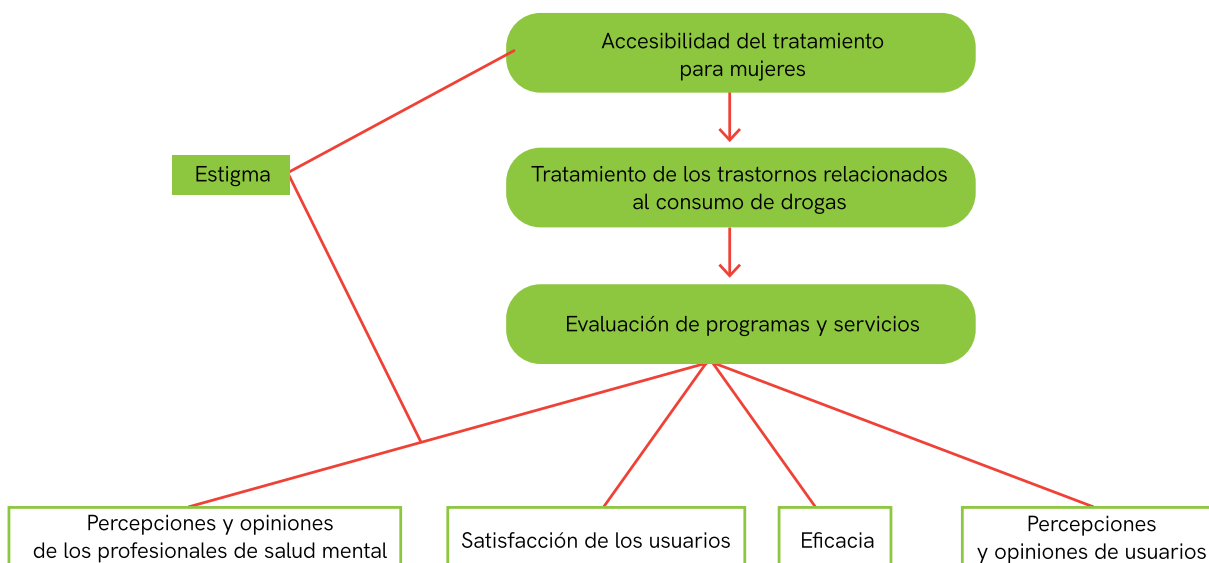 Accesibilidad del tratamiento
para mujeres
Estigma
Tratamiento de los trastornos relacionados
al consumo de drogas
Evaluación de programas y servicios
Percepciones y opiniones
de los profesionales de salud mental
Satisfacción de los usuarios
Eficacia
Percepciones
y opiniones de usuarios